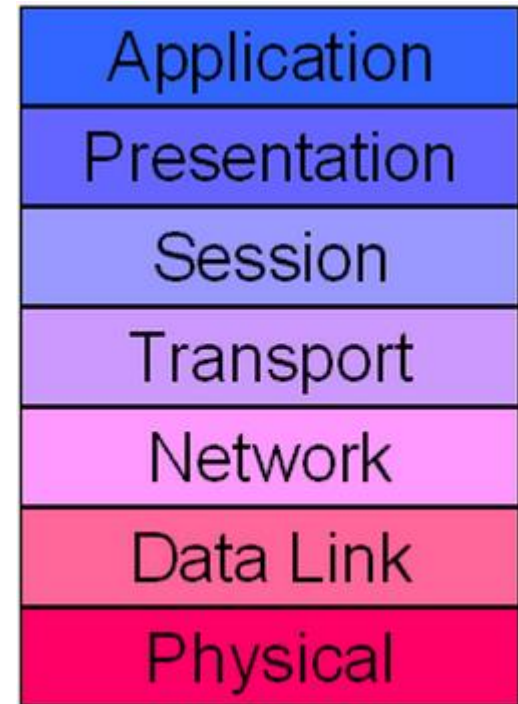 Application
Presentation
Session
Transport
Network
Data Link
Physical